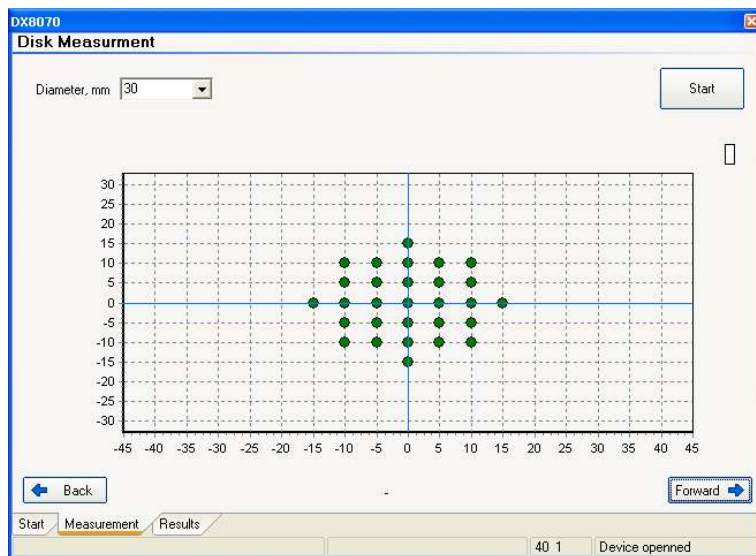 DX8070
Disk Measurment
Diameter, mm 30
Start
30
25
20
15
10
5
0
-5
-10
-15
-20
-25
-30
-45 -40 -35 -30 -25 -20 -15 -10 -5 0 5 10 15 20 25 30 35 40 45
Back - Forward
Start Measurement Results
40 1 Device openned